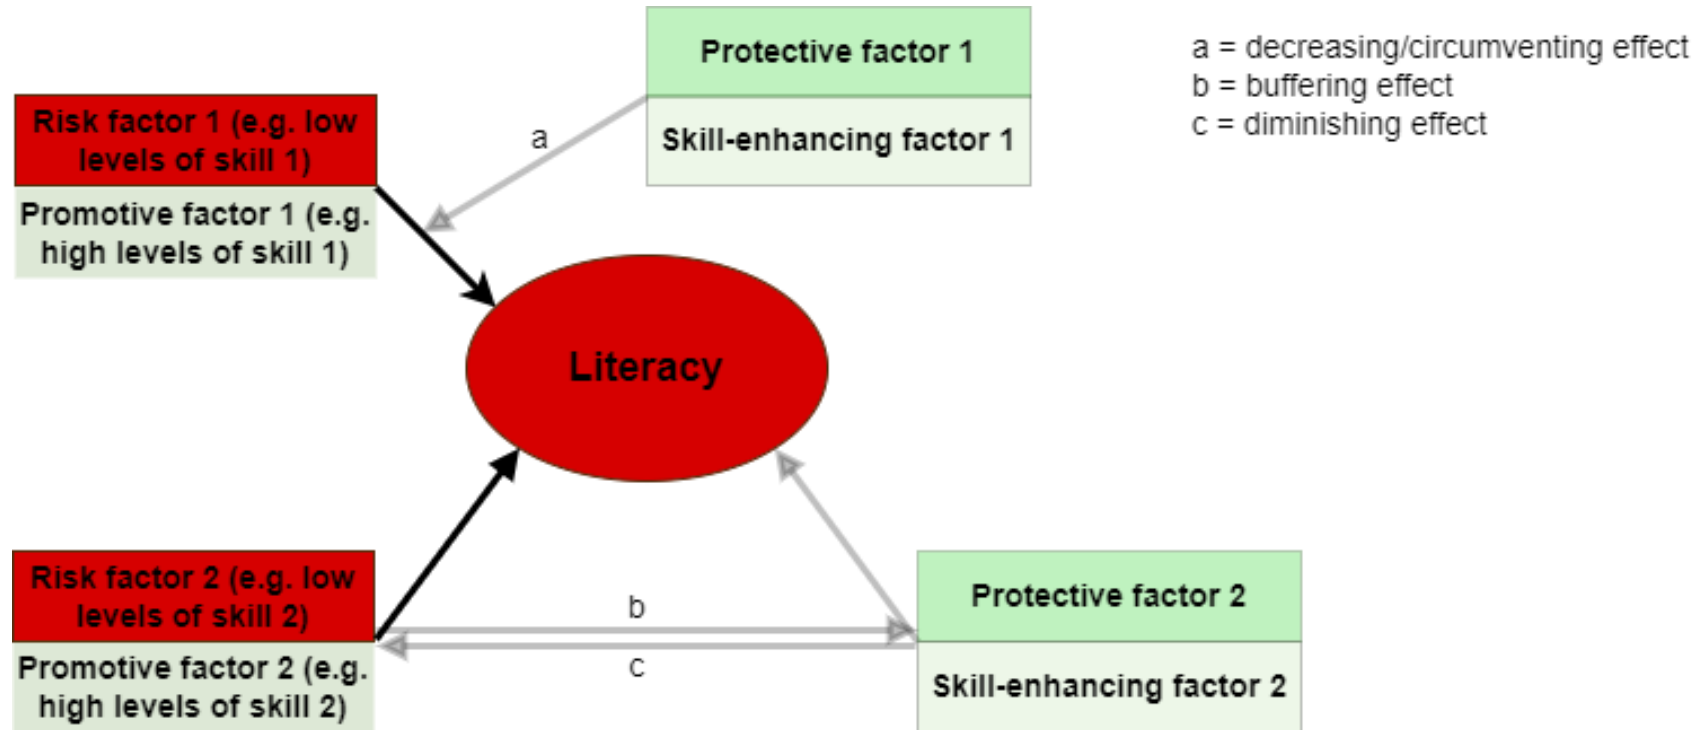 Protective factor 1
Skill-enhancing factor 1
a = decreasing/circumventing effect
b = buffering effect
c = diminishing effect
Risk factor 1 (e.g. low
levels of skill 1)
Promotive factor 1 (e.g.
high levels of skill 1)
a
Literacy
Risk factor 2 (e.g. low
levels of skill 2)
Promotive factor 2 (e.g.
high levels of skill 2)
b
c
Protective factor 2
Skill-enhancing factor 2